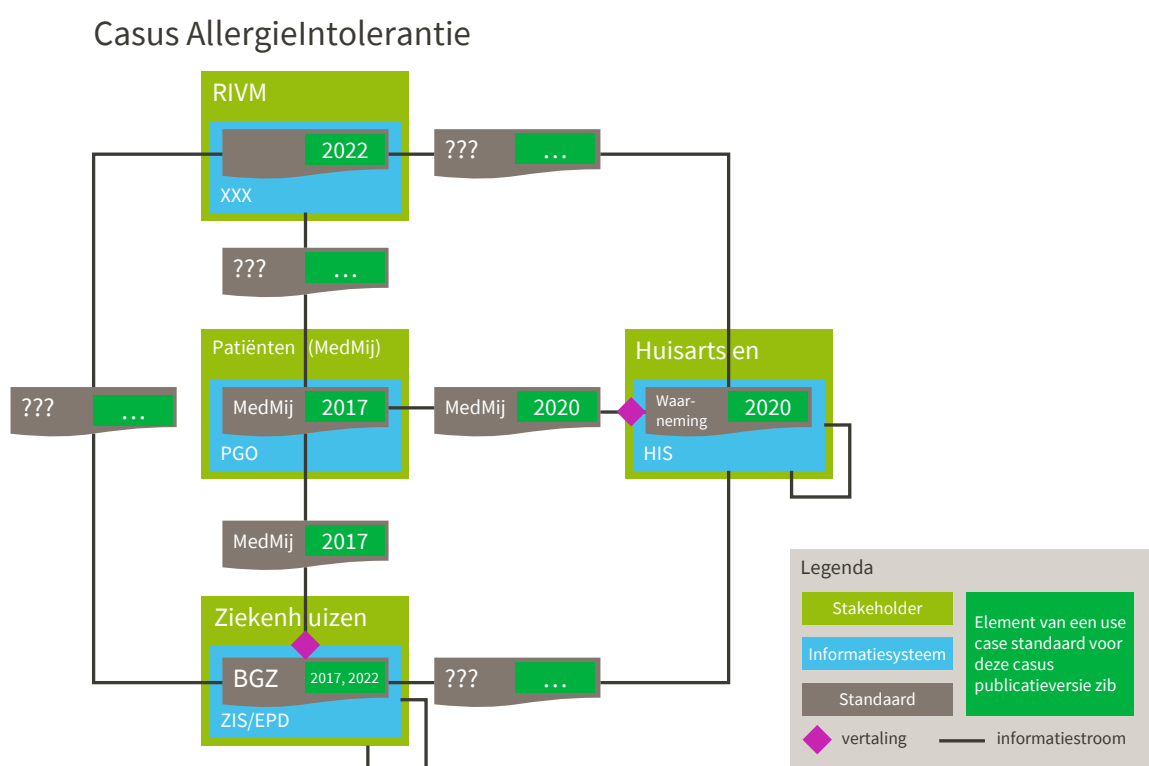 Casus AllergieIntolerantie
RIVM
2022
XXX
??? ...
??? ...
Patiënten (MedMij)
MedMij 2017
PGO
MedMij 2020
Huisartsen
Waar-
neming
2020
HIS
??? ...
MedMij 2017
Ziekenhuizen
BGZ 2017, 2022
ZIS/EPD
??? ...
Legenda
Stakeholder
Informatiesysteem
Standaard
Element van een use
case standaard voor
deze casus
publicatieversie zib
vertaling
informatiestroom